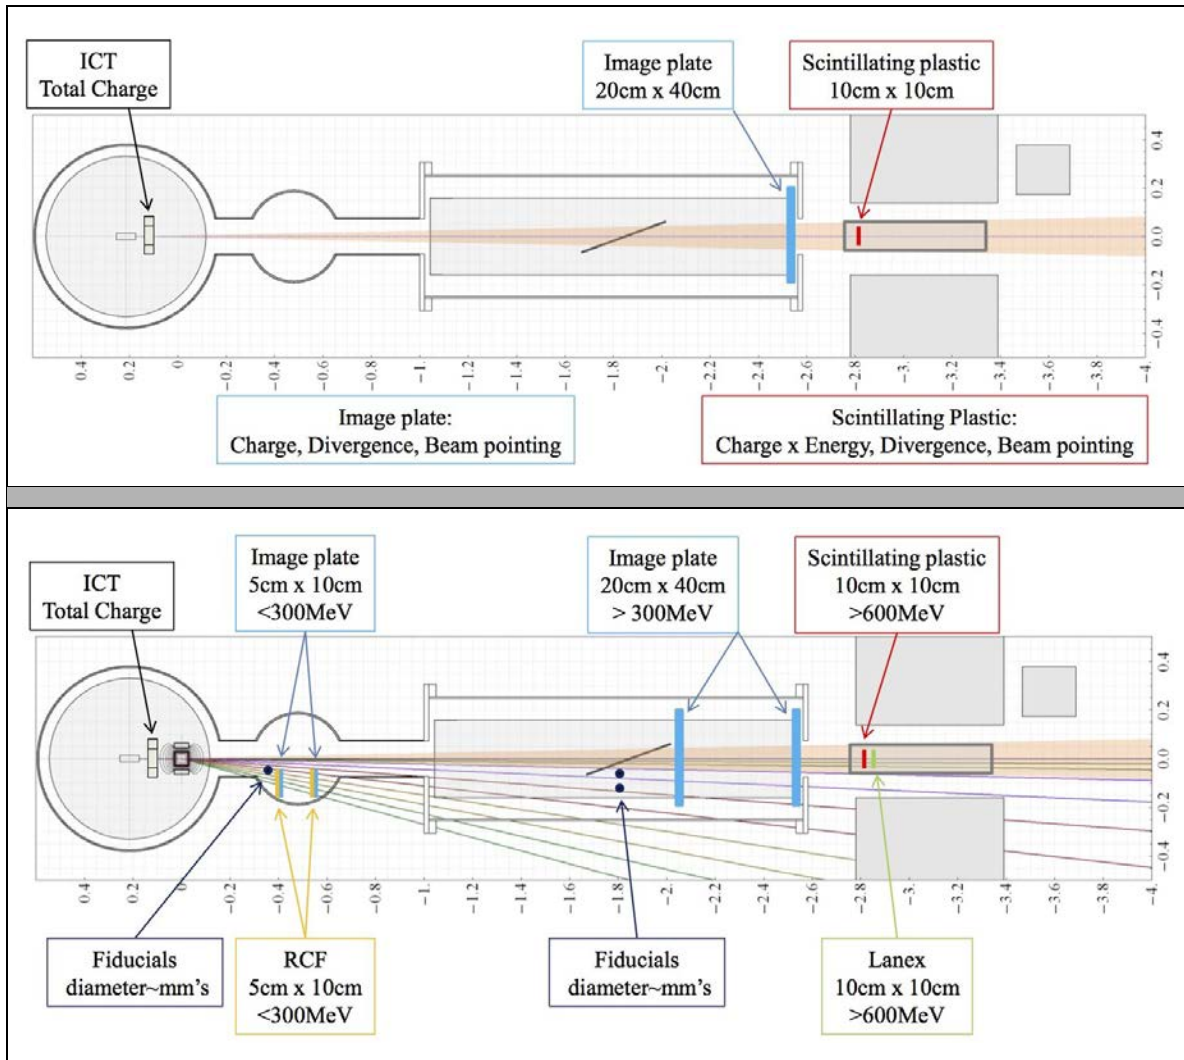 ICT
Total Charge
Image plate
20cm x 40cm
Scintillating plastic
10cm x 10cm
0.4
0.2
0.0
−0.2
−0.4
0.4
0.2
0
−0.2
−0.4
−0.6
−0.8
−1.
−1.2
−1.4
−1.6
−1.8
−2.
−2.2
−2.4
−2.6
−2.8
−3.
−3.2
−3.4
−3.6
−3.8
−4.
Image plate:
Charge, Divergence, Beam pointing
Scintillating Plastic:
Charge x Energy, Divergence, Beam pointing
ICT
Total Charge
Image plate
5cm x 10cm
<300MeV
Image plate
20cm x 40cm
> 300MeV
Scintillating plastic
10cm x 10cm
>600MeV
0.4
0.2
0.0
−0.2
−0.4
0.4
0.2
0
−0.2
−0.4
−0.6
−0.8
−1.
−1.2
−1.4
−1.6
−1.8
−2.
−2.2
−2.4
−2.6
−2.8
−3.
−3.2
−3.4
−3.6
−3.8
−4.
Fiducials
diameter~mm's
RCF
5cm x 10cm
<300MeV
Fiducials
diameter~mm's
Lanex
10cm x 10cm
>600MeV